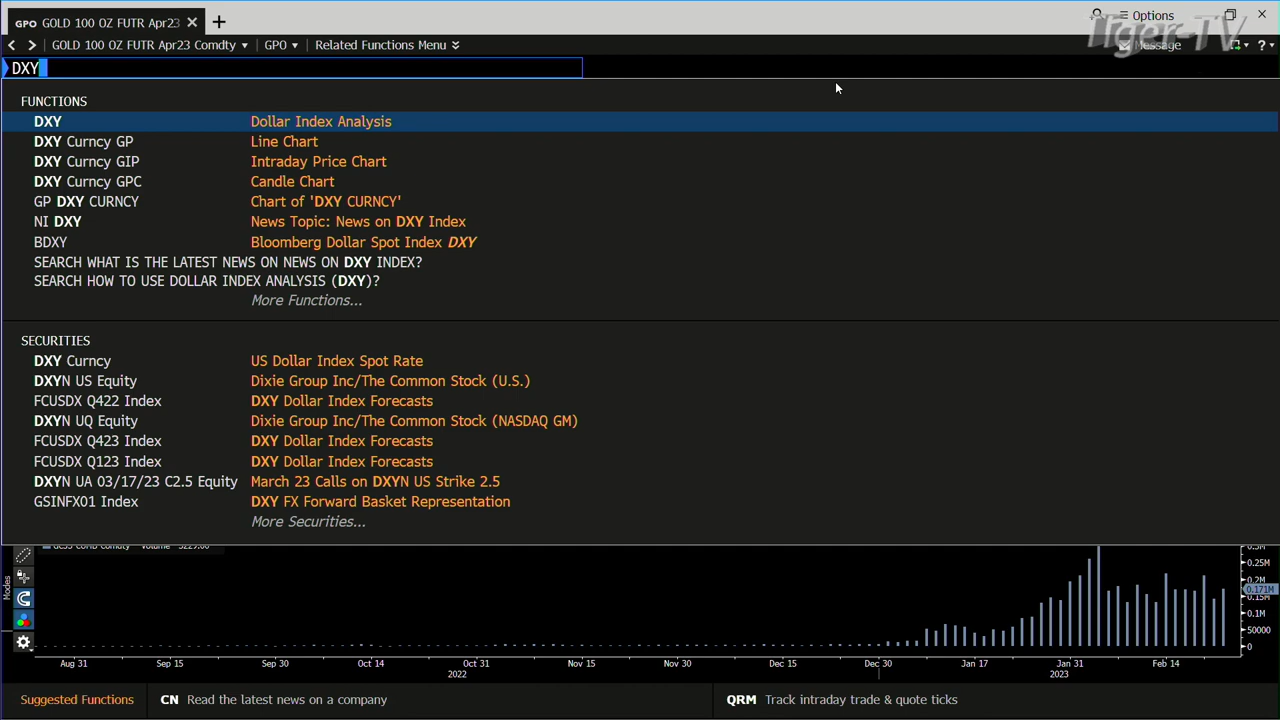 GPO GOLD 100 OZ FUTR Apr23
Options
Tiger-TV
GOLD 100 OZ FUTR Apr23 Comdty GPO Related Functions Menu Message ?
DXY
FUNCTIONS
DXY Dollar Index Analysis
DXY Curncy GP Line Chart
DXY Curncy GIP Intraday Price Chart
DXY Curncy GPC Candle Chart
GP DXY CURNCY Chart of 'DXY CURNCY'
NI DXY News Topic: News on DXY Index
BDXY Bloomberg Dollar Spot Index DXY
SEARCH WHAT IS THE LATEST NEWS ON NEWS ON DXY INDEX?
SEARCH HOW TO USE DOLLAR INDEX ANALYSIS (DXY)?
More Functions...
SECURITIES
DXY Curncy US Dollar Index Spot Rate
DXYN US Equity Dixie Group Inc/The Common Stock (U.S.)
FCUSDX Q422 Index DXY Dollar Index Forecasts
DXYN UQ Equity Dixie Group Inc/The Common Stock (NASDAQ GM)
FCUSDX Q423 Index DXY Dollar Index Forecasts
FCUSDX Q123 Index DXY Dollar Index Forecasts
DXYN UA 03/17/23 C2.5 Equity March 23 Calls on DXYN US Strike 2.5
GSINFX01 Index DXY FX Forward Basket Representation
More Securities...
0.3M
0.25M
0.2M
0.171M
0.15M
0.1M
50000
0
Modes
Aug 31 Sep 15 Sep 30 Oct 14 Oct 31 Nov 15 Nov 30 Dec 15 Dec 30 Jan 17 Jan 31 Feb 14
2022 2023
Suggested Functions CN Read the latest news on a company QRM Track intraday trade & quote ticks